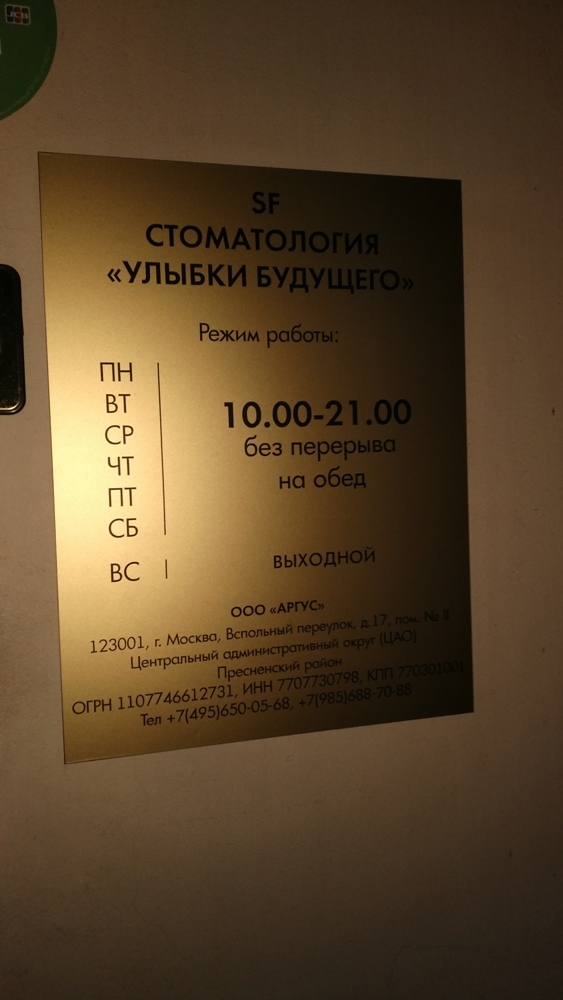 JCB
SF
СТОМАТОЛОГИЯ
«УЛЫБКИ БУДУЩЕГО»
Режим работы:
ПН
ВТ
СР
ЧТ
ПТ
СБ
10.00-21.00
без перерыва
на обед
ВС
ВЫХОДНОЙ
ООО «АРГУС»
123001, г. Москва, Вспольный переулок, д.17, пом. № II
Центральный административный округ (ЦАО)
Пресненский район
ОГРН 1107746612731, ИНН 7707730798, КПП 770301001
Тел +7(495)650-05-68, +7(985)688-70-88